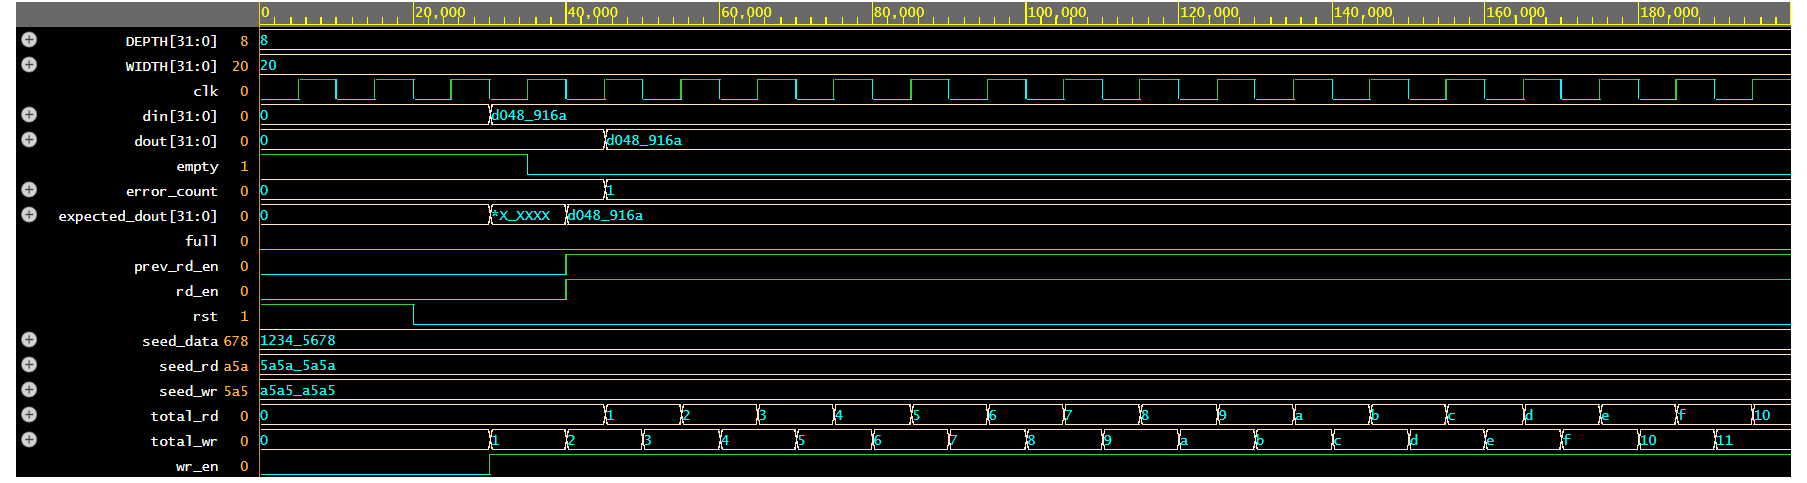 0 20,000 40,000 60,000 80,000 100,000 120,000 140,000 160,000 180,000
DEPTH[31:0] 8 8
WIDTH[31:0] 20 20
clk 0
din[31:0] 0 0 d048_916a
dout[31:0] 0 0 d048_916a
empty 1
error_count 0 0 1
expected_dout[31:0] 0 0 *X_XXXX d048_916a
full 0
prev_rd_en 0
rd_en 0
rst 1
seed_data 678 1234_5678
seed_rd a5a 5a5a_5a5a
seed_wr 5a5 a5a5_a5a5
total_rd 0 0 1 2 3 4 5 6 7 8 9 a b c d e f 10
total_wr 0 0 1 2 3 4 5 6 7 8 9 a b c d e f 10 11
wr_en 0